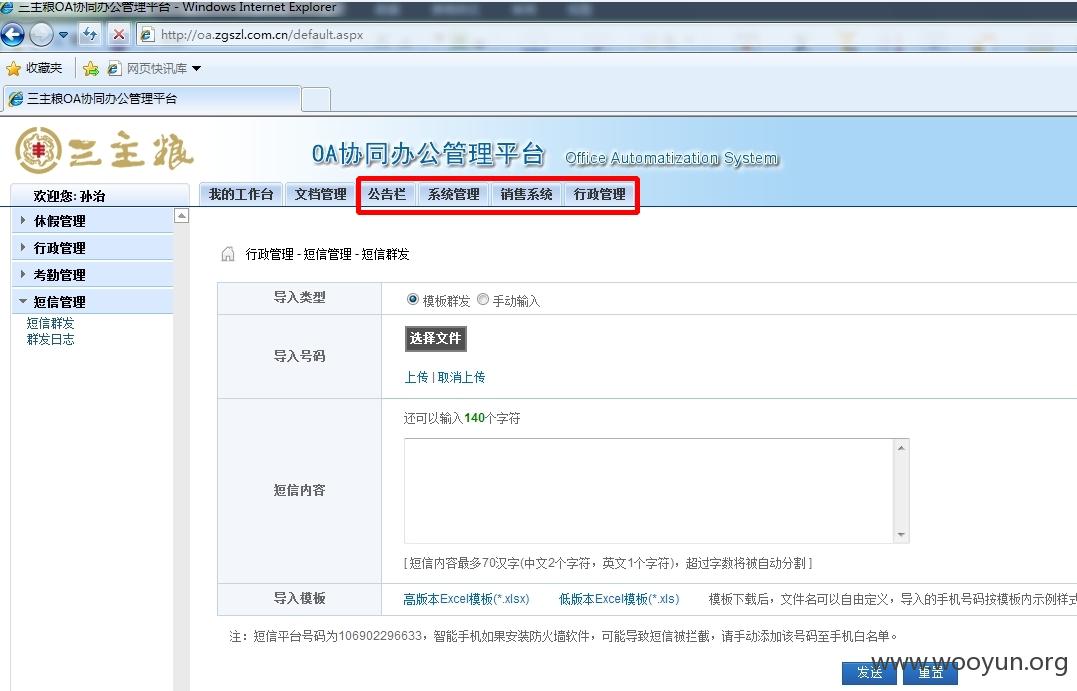 三主粮OA协同办公管理平台 - Windows Internet Explorer
http://oa.zgszl.com.cn/default.aspx
收藏夹 网页快讯库
三主粮OA协同办公管理平台
三主粮 OA协同办公管理平台 Office Automatization System
欢迎您: 孙治 我的工作台 文档管理 公告栏 系统管理 销售系统 行政管理
休假管理
行政管理
考勤管理
短信管理
短信群发
群发日志
行政管理 - 短信管理 - 短信群发
导入类型 模板群发 手动输入
导入号码 选择文件
上传 | 取消上传
还可以输入140个字符
短信内容
[ 短信内容最多70汉字(中文2个字符，英文1个字符)，超过字数将被自动分割 ]
导入模板 高版本Excel模板(*.xlsx) 低版本Excel模板(*.xls) 模板下载后，文件名可以自由定义，导入的手机号码按模板内示例样式
注：短信平台号码为106902296633，智能手机如果安装防火墙软件，可能导致短信被拦截，请手动添加该号码至手机白名单。
发送 重置
www.wooyun.org